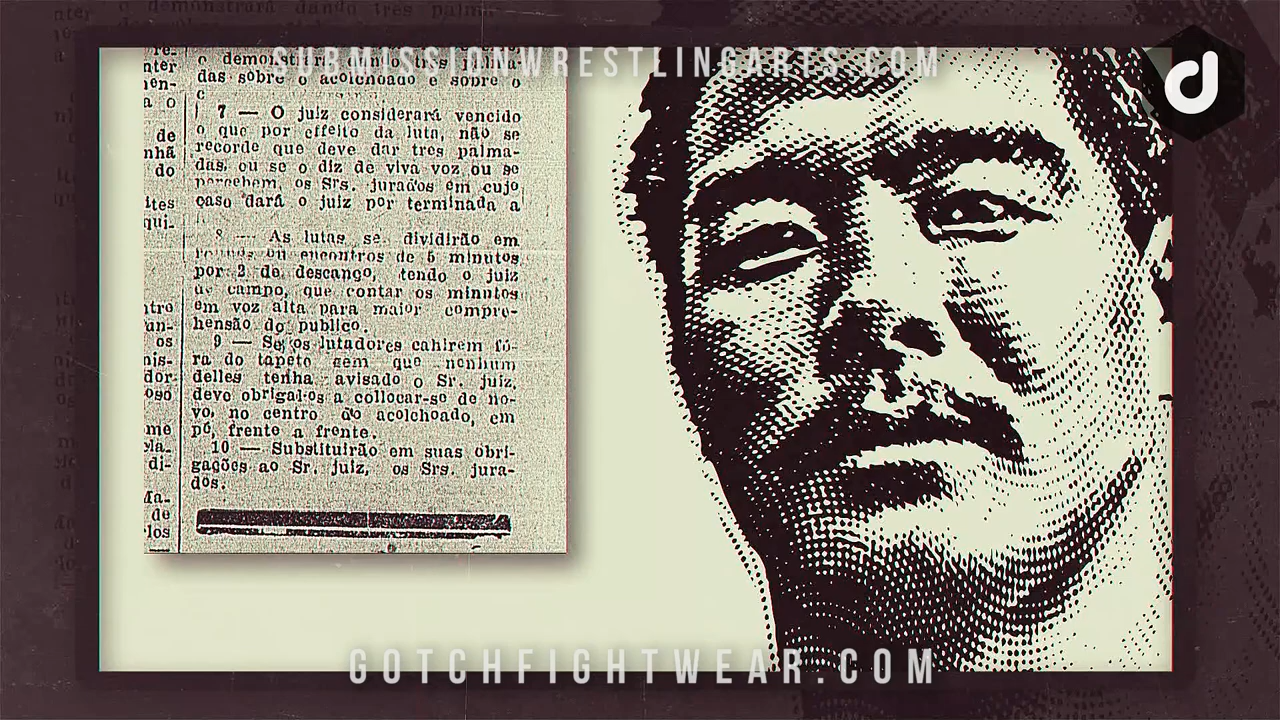 SUBMISSIONWRESTLINGARTS.COM
das sobre o acolchoado e sobre o
7 — O juiz considerará vencido
o que por effeito da luta, não se
recorde que deve dar tres palma-
das, ou se o diz de viva voz ou se
percebem, os Srs. jurados em cujo
caso dará o juiz por terminada a
8 — As lutas se dividirão em
encontros de 5 minutos
por 2 de descanço, tendo o juiz
de campo, que contar os minutos
em voz alta para maior compre-
hensão do publico.
9 — Se os lutadores cahirem fó-
ra do tapete sem que nenhum
delles tenha avisado o Sr. juiz,
deve obrigal-os a collocar-se de no-
vo, no centro do acolchoado, em
pé, frente a frente.
10 — Substituirão em suas obri-
gações ao Sr. juiz, os Srs. jura-
dos.
GOTCHFIGHTWEAR.COM